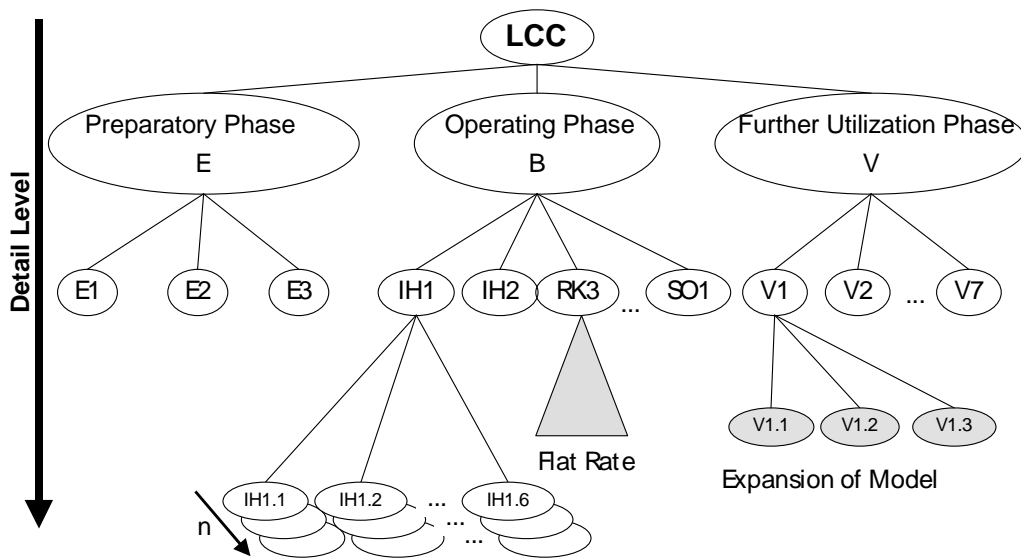 LCC
Preparatory Phase
E
Operating Phase
B
Further Utilization Phase
V
Detail Level
E1 E2 E3 IH1 IH2 RK3 ... SO1 V1 V2 ... V7
V1.1 V1.2 V1.3
Flat Rate
Expansion of Model
IH1.1 IH1.2 ... IH1.6
n
...
...